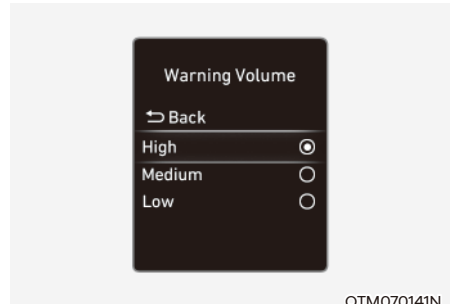 Warning Volume
Back
High
Medium
Low
OTM070141N